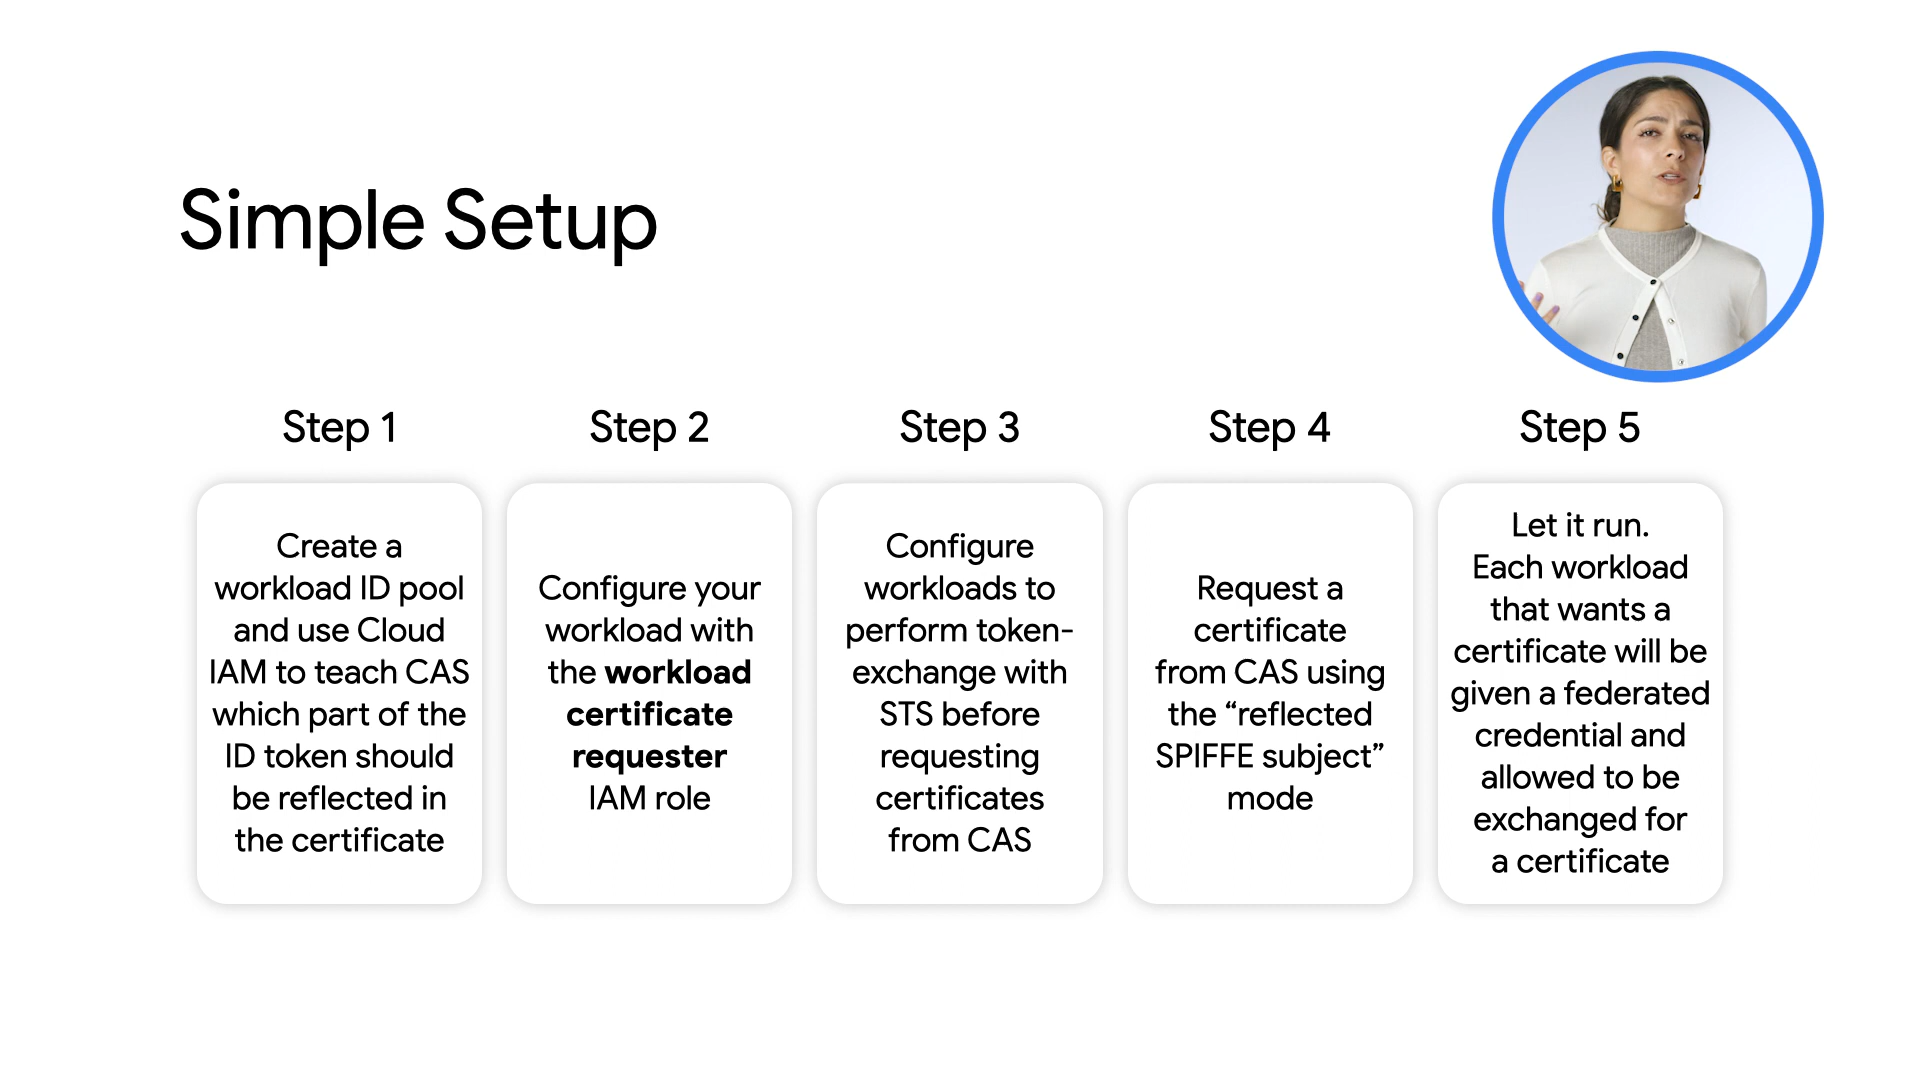 Simple Setup
Step 1
Create a
workload ID pool
and use Cloud
IAM to teach CAS
which part of the
ID token should
be reflected in
the certificate
Step 2
Configure your
workload with
the workload
certificate
requester
IAM role
Step 3
Configure
workloads to
perform token-
exchange with
STS before
requesting
certificates
from CAS
Step 4
Request a
certificate
from CAS using
the “reflected
SPIFFE subject”
mode
Step 5
Let it run.
Each workload
that wants a
certificate will be
given a federated
credential and
allowed to be
exchanged for
a certificate